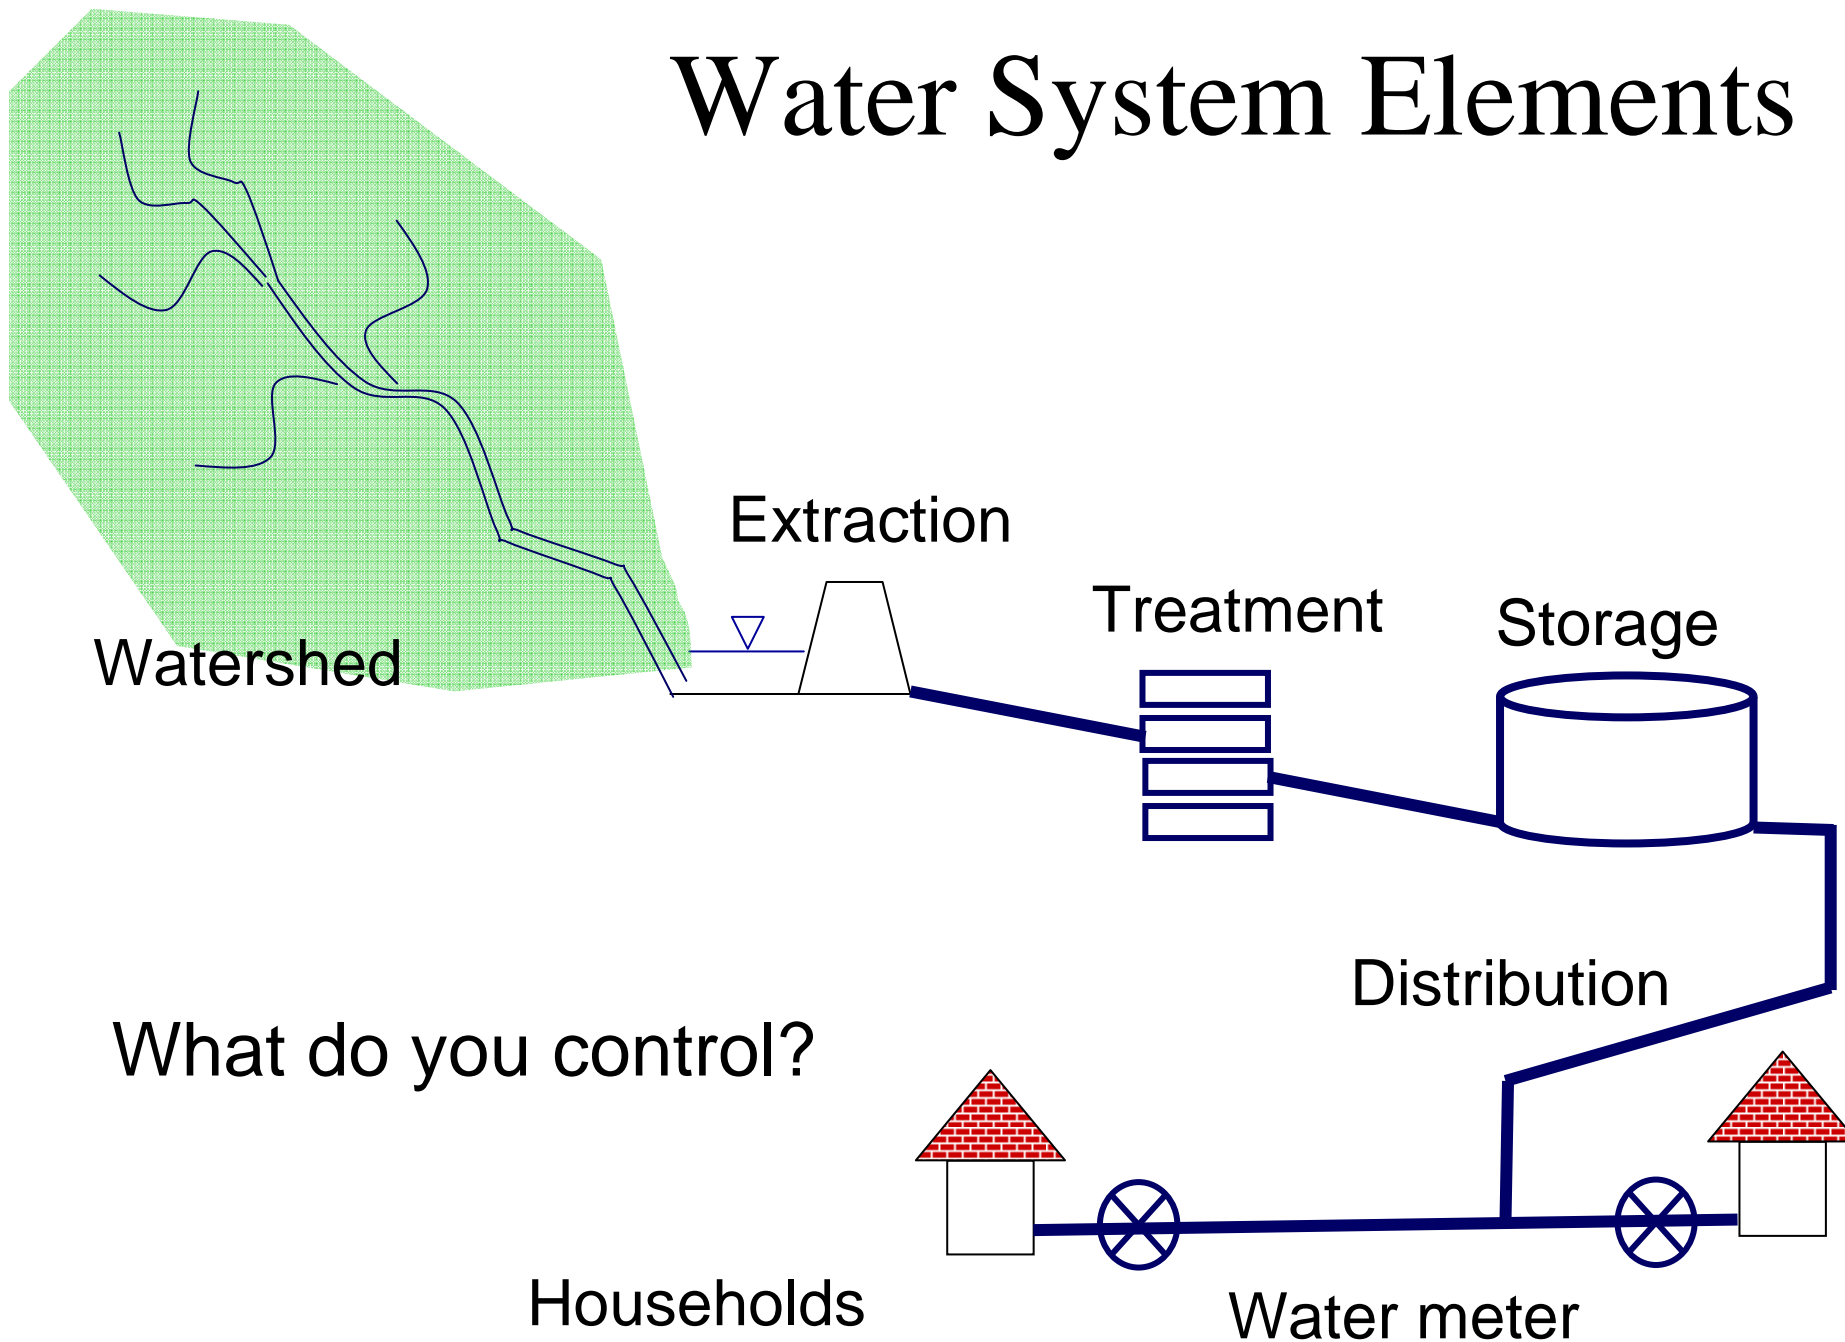 Water System Elements
Extraction
Treatment
Storage
Watershed
Distribution
What do you control?
Households
Water meter